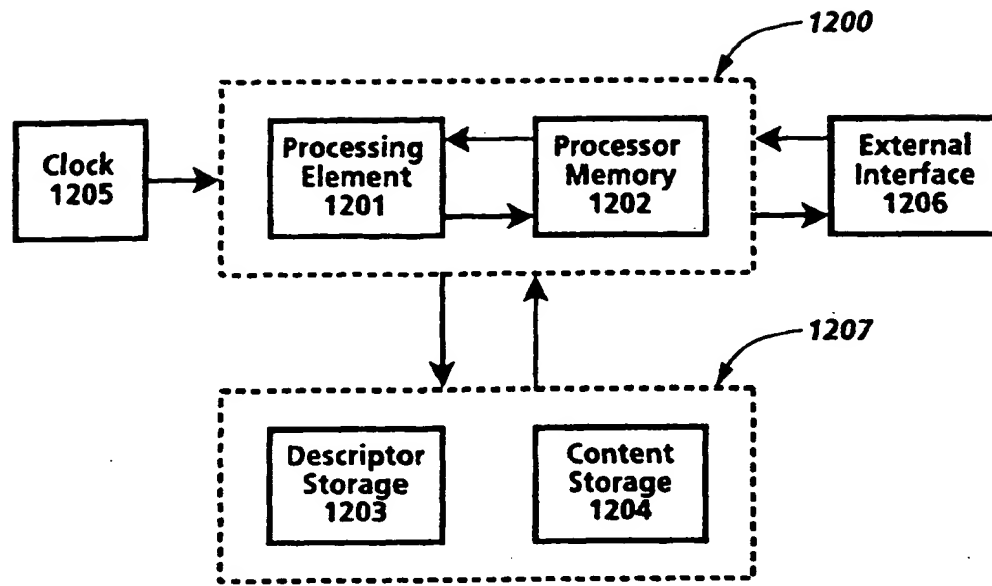 1200
Clock
1205
Processing
Element
1201
Processor
Memory
1202
External
Interface
1206
1207
Descriptor
Storage
1203
Content
Storage
1204